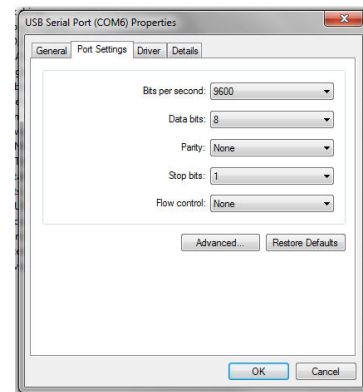 USB Serial Port (COM6) Properties
General Port Settings Driver Details
Bits per second: 9600
Data bits: 8
Parity: None
Stop bits: 1
Flow control: None
Advanced... Restore Defaults
OK Cancel